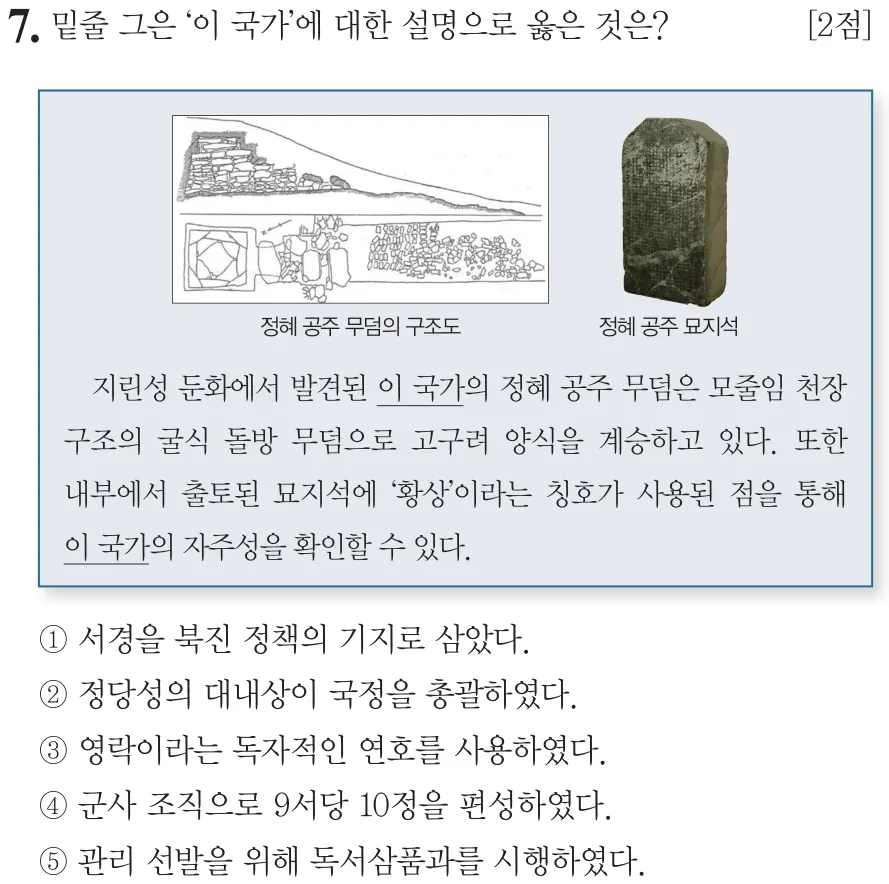 7. 밑줄 그은 ‘이 국가’에 대한 설명으로 옳은 것은? [2점]
정혜 공주 무덤의 구조도
정혜 공주 묘지석
지린성 둔화에서 발견된 이 국가의 정혜 공주 무덤은 모줄임 천장
구조의 굴식 돌방 무덤으로 고구려 양식을 계승하고 있다. 또한
내부에서 출토된 묘지석에 ‘황상’이라는 칭호가 사용된 점을 통해
이 국가의 자주성을 확인할 수 있다.
① 서경을 북진 정책의 기지로 삼았다.
② 정당성의 대내상이 국정을 총괄하였다.
③ 영락이라는 독자적인 연호를 사용하였다.
④ 군사 조직으로 9서당 10정을 편성하였다.
⑤ 관리 선발을 위해 독서삼품과를 시행하였다.